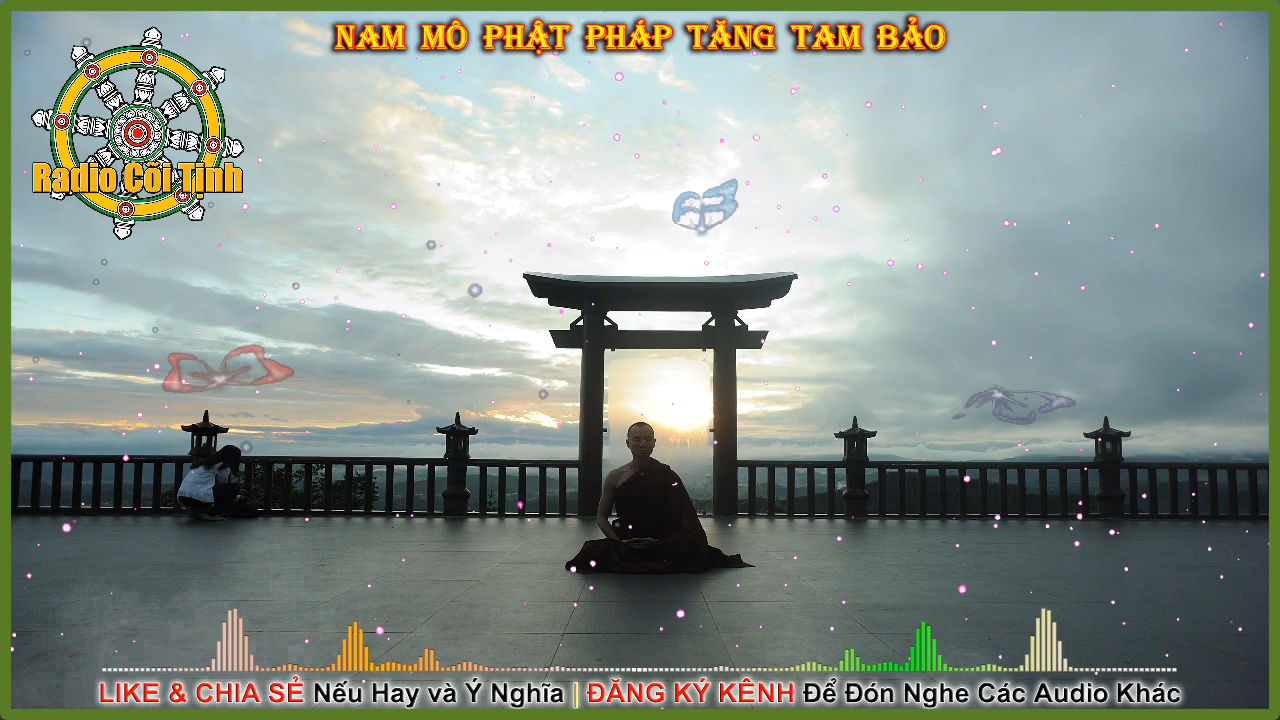 NAM MÔ PHẬT PHÁP TĂNG TAM BẢO
Radio Cõi Tịnh
LIKE & CHIA SẺ Nếu Hay và Ý Nghĩa | ĐĂNG KÝ KÊNH Để Đón Nghe Các Audio Khác